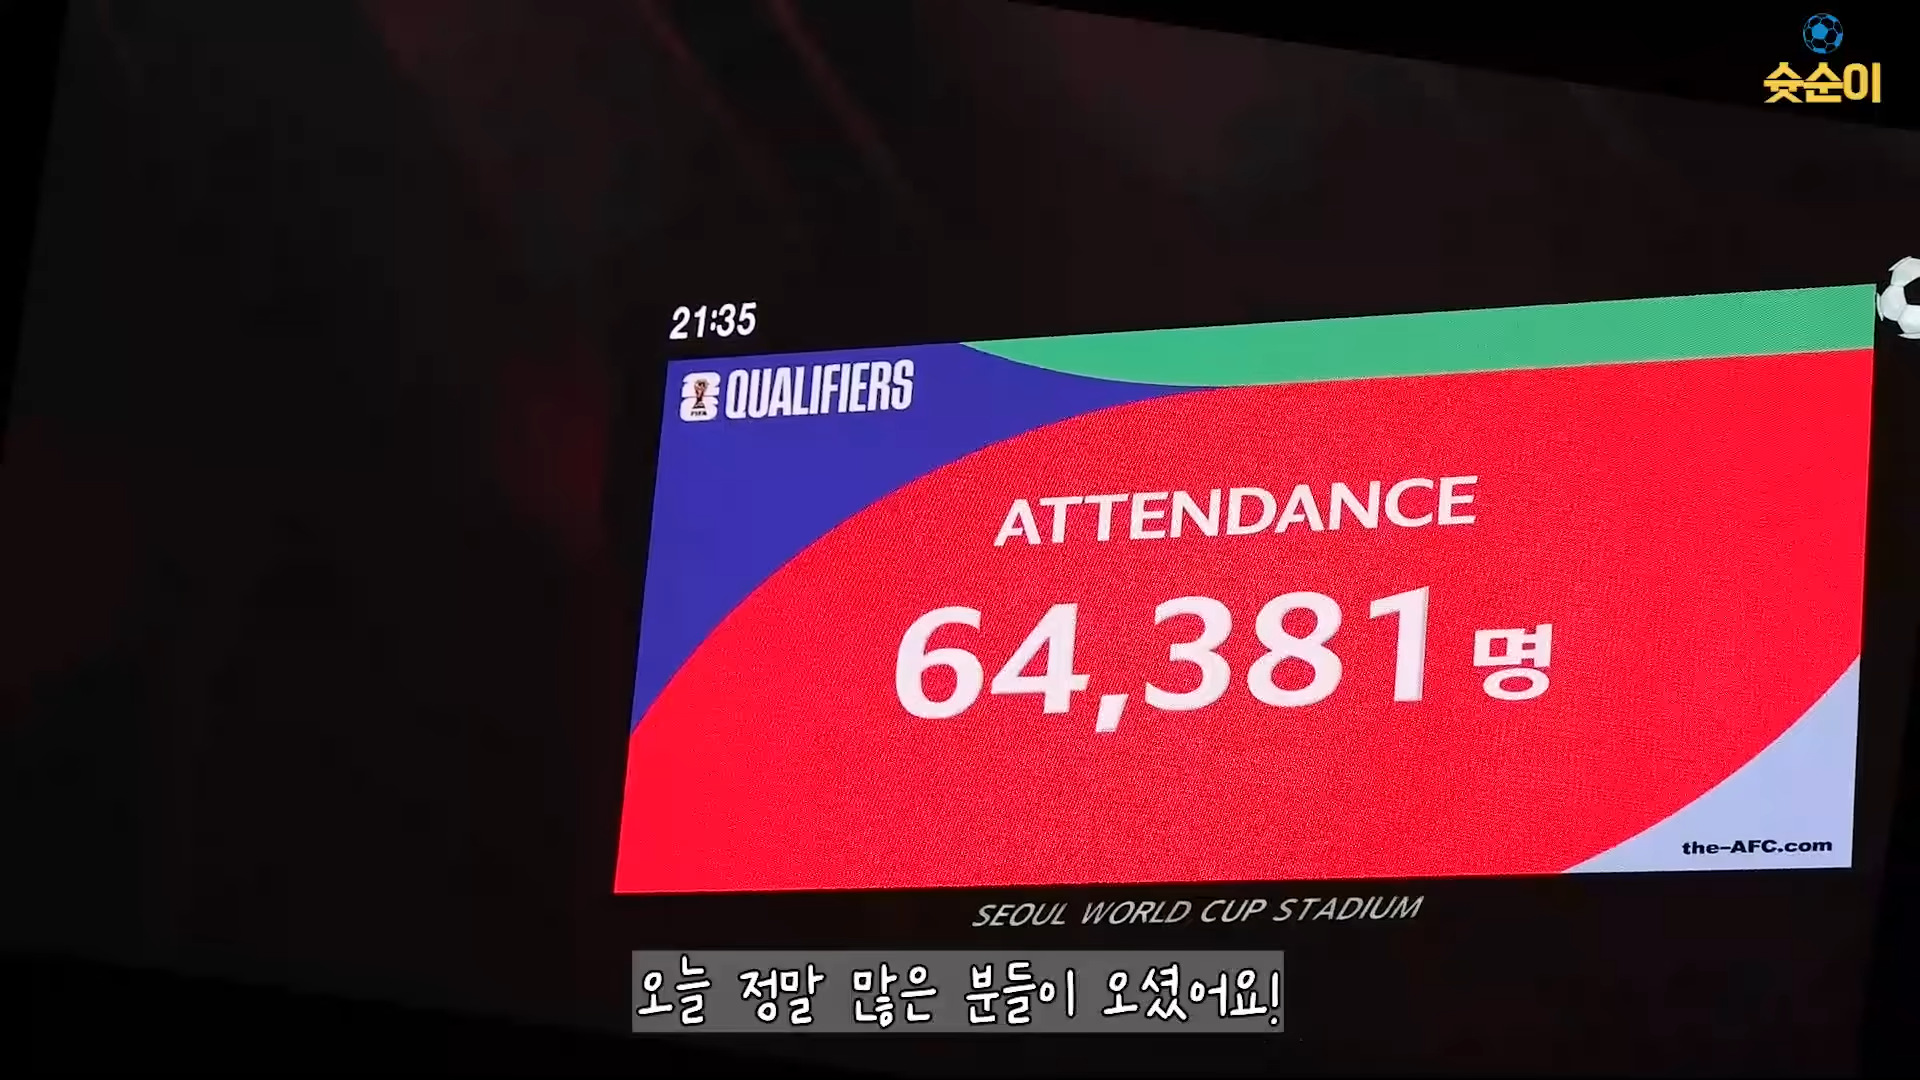 슛순이
21:35
FIFA
QUALIFIERS
ATTENDANCE
64,381 명
the-AFC.com
SEOUL WORLD CUP STADIUM
오늘 정말 많은 분들이 오셨어요!